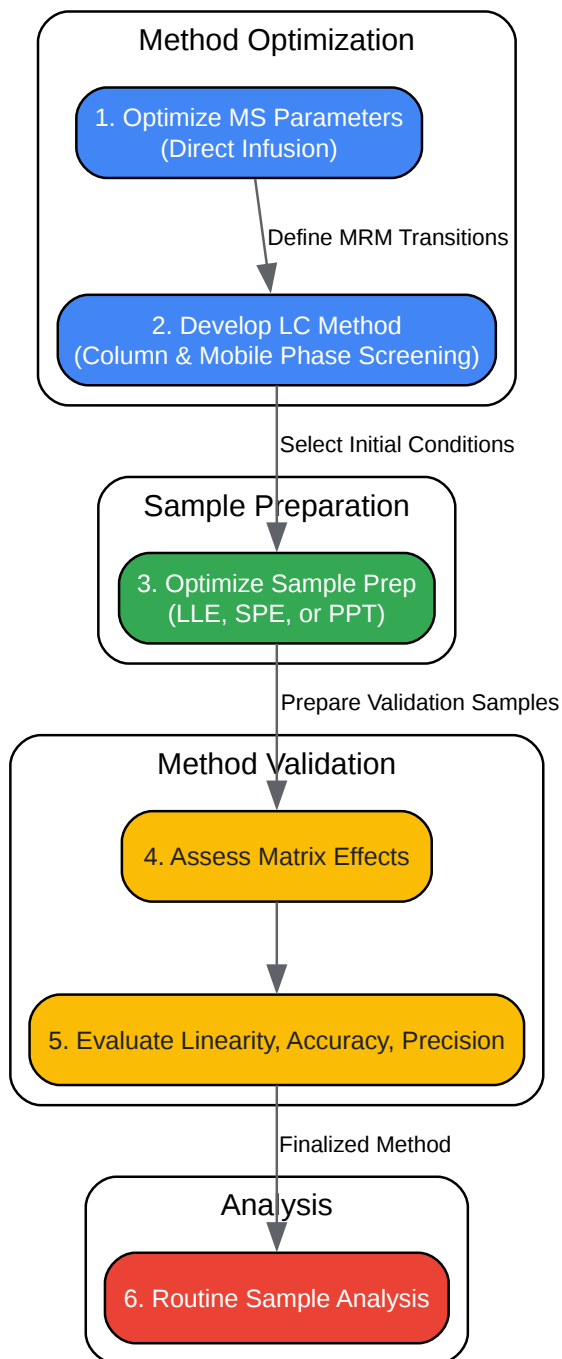 Method Optimization
1. Optimize MS Parameters
(Direct Infusion)
Define MRM Transitions
2. Develop LC Method
(Column & Mobile Phase Screening)
Select Initial Conditions
Sample Preparation
3. Optimize Sample Prep
(LLE, SPE, or PPT)
Prepare Validation Samples
Method Validation
4. Assess Matrix Effects
5. Evaluate Linearity, Accuracy, Precision
Finalized Method
Analysis
6. Routine Sample Analysis